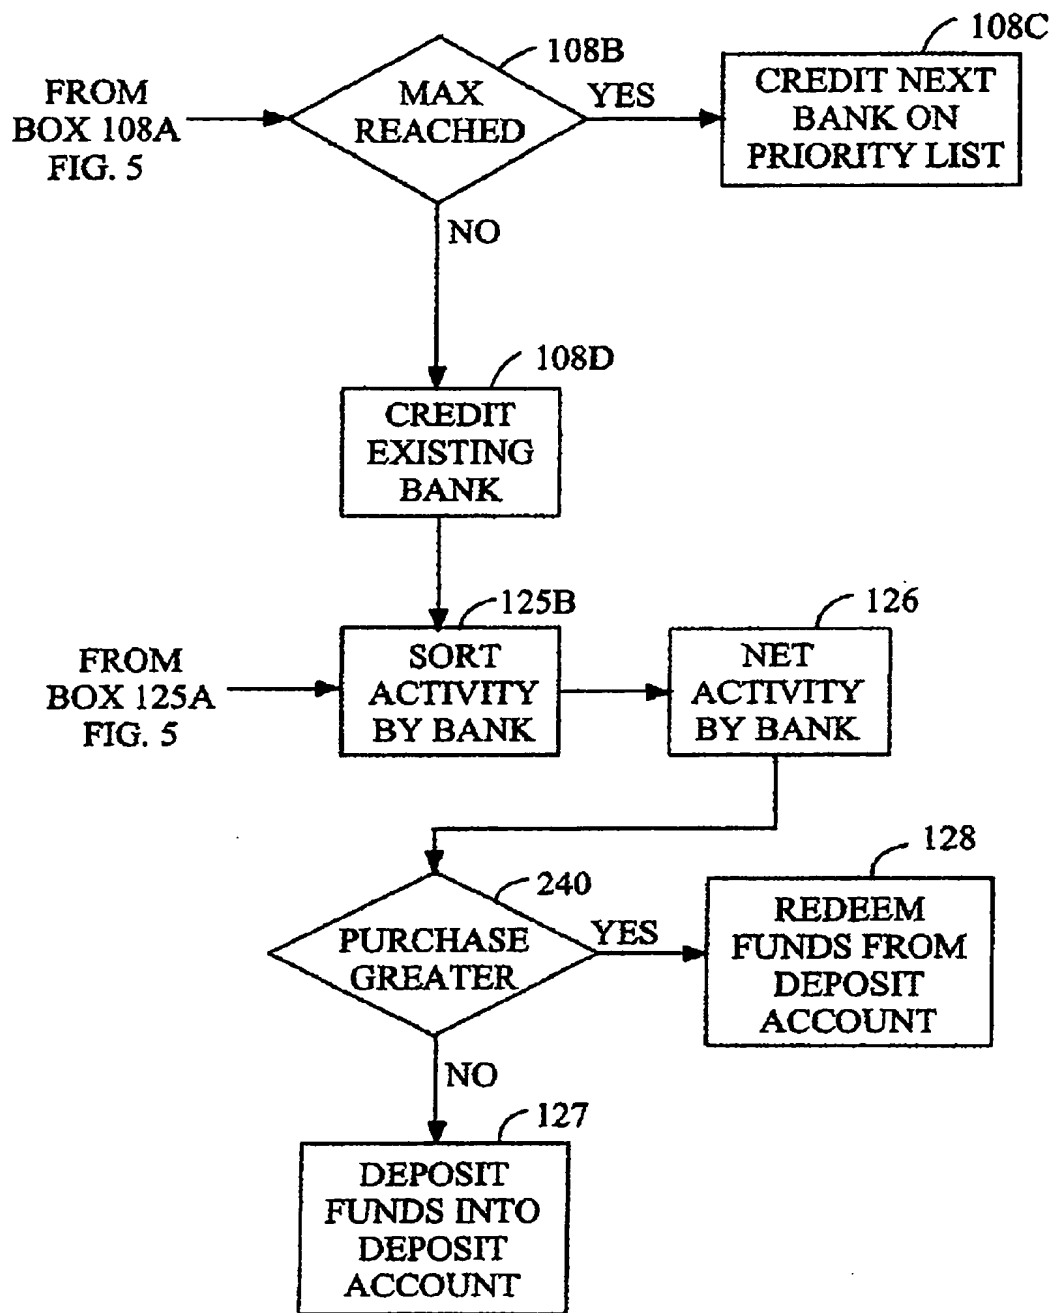 108B
108C
FROM
BOX 108A
FIG. 5
MAX
REACHED
YES
CREDIT NEXT
BANK ON
PRIORITY LIST
NO
108D
CREDIT
EXISTING
BANK
125B
126
FROM
BOX 125A
FIG. 5
SORT
ACTIVITY
BY BANK
NET
ACTIVITY
BY BANK
240
128
PURCHASE
GREATER
YES
REDEEM
FUNDS FROM
DEPOSIT
ACCOUNT
NO
127
DEPOSIT
FUNDS INTO
DEPOSIT
ACCOUNT